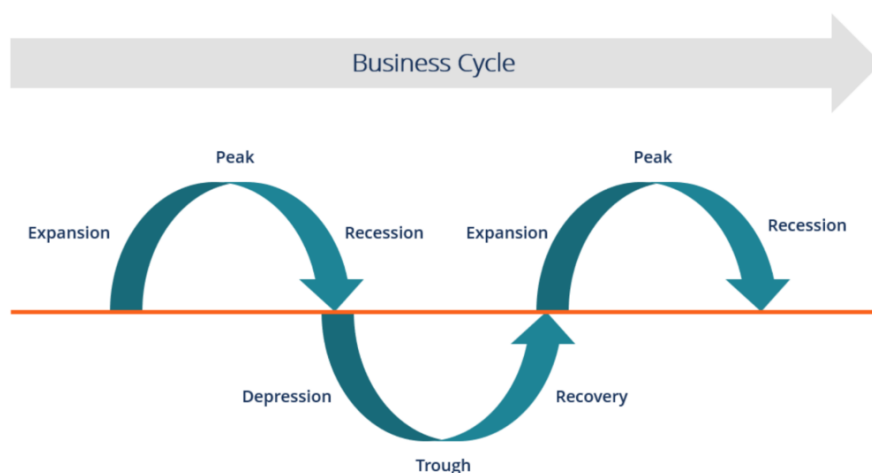 Business Cycle
Peak
Peak
Expansion
Recession
Expansion
Recession
Depression
Recovery
Trough